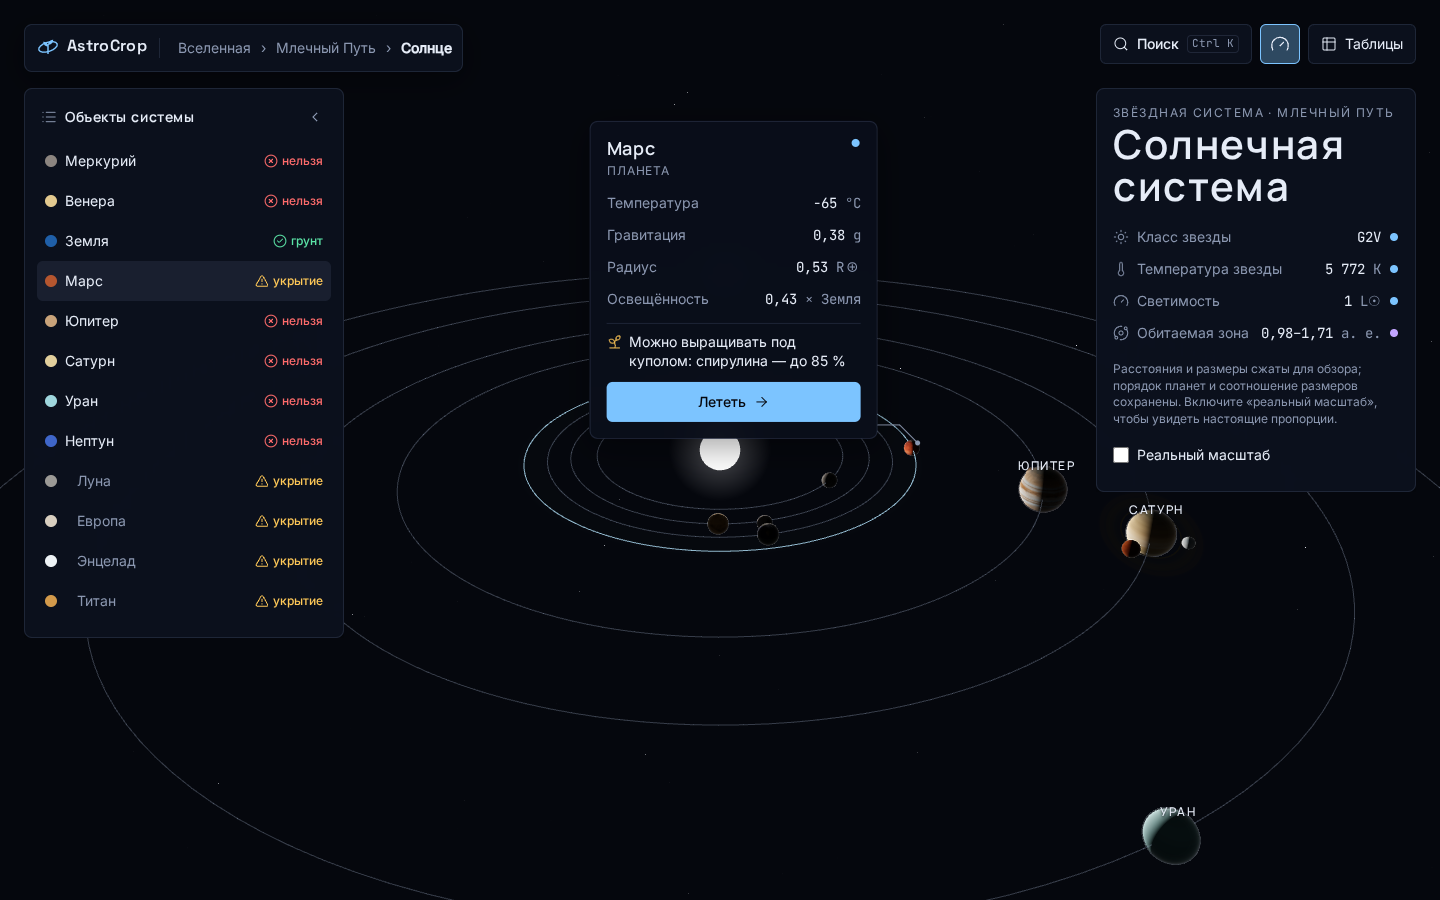 AstroCrop
Вселенная › Млечный Путь › Солнце
Поиск Ctrl K
Таблицы
Объекты системы
Меркурий нельзя
Венера нельзя
Земля грунт
Марс укрытие
Юпитер нельзя
Сатурн нельзя
Уран нельзя
Нептун нельзя
Луна укрытие
Европа укрытие
Энцелад укрытие
Титан укрытие
Марс
ПЛАНЕТА
Температура -65 °C
Гравитация 0,38 g
Радиус 0,53 R⊕
Освещённость 0,43 × Земля
Можно выращивать под
куполом: спирулина — до 85 %
Лететь →
ЮПИТЕР
САТУРН
УРАН
ЗВЁЗДНАЯ СИСТЕМА · МЛЕЧНЫЙ ПУТЬ
Солнечная
система
Класс звезды G2V
Температура звезды 5 772 K
Светимость 1 L☉
Обитаемая зона 0,98–1,71 а. е.
Расстояния и размеры сжаты для обзора;
порядок планет и соотношение размеров
сохранены. Включите «реальный масштаб»,
чтобы увидеть настоящие пропорции.
Реальный масштаб